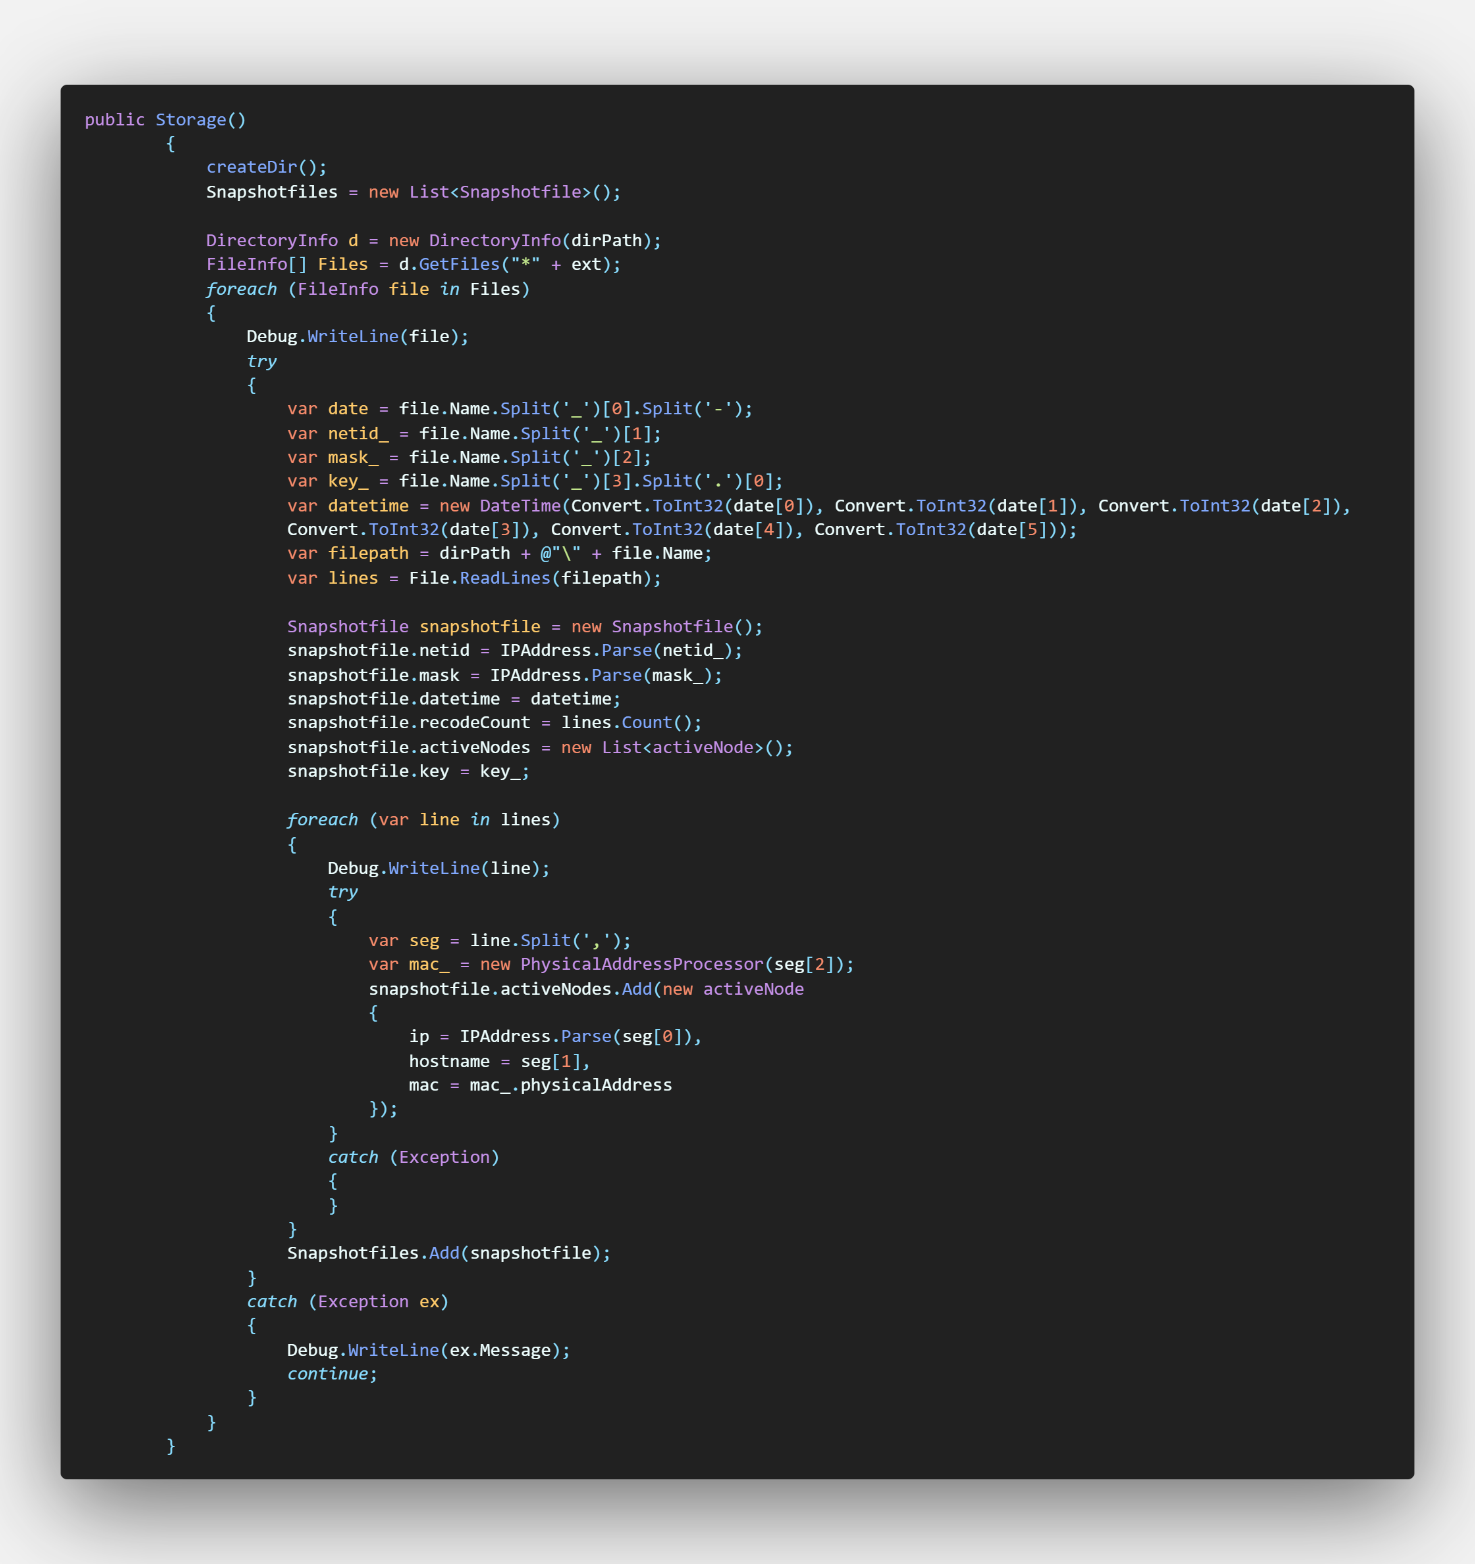 public Storage()
        {
            createDir();
            Snapshotfiles = new List<Snapshotfile>();

            DirectoryInfo d = new DirectoryInfo(dirPath);
            FileInfo[] Files = d.GetFiles("*" + ext);
            foreach (FileInfo file in Files)
            {
                Debug.WriteLine(file);
                try
                {
                    var date = file.Name.Split('_')[0].Split('-');
                    var netid_ = file.Name.Split('_')[1];
                    var mask_ = file.Name.Split('_')[2];
                    var key_ = file.Name.Split('_')[3].Split('.')[0];
                    var datetime = new DateTime(Convert.ToInt32(date[0]), Convert.ToInt32(date[1]), Convert.ToInt32(date[2]),
                    Convert.ToInt32(date[3]), Convert.ToInt32(date[4]), Convert.ToInt32(date[5]));
                    var filepath = dirPath + @"\" + file.Name;
                    var lines = File.ReadLines(filepath);

                    Snapshotfile snapshotfile = new Snapshotfile();
                    snapshotfile.netid = IPAddress.Parse(netid_);
                    snapshotfile.mask = IPAddress.Parse(mask_);
                    snapshotfile.datetime = datetime;
                    snapshotfile.recodeCount = lines.Count();
                    snapshotfile.activeNodes = new List<activeNode>();
                    snapshotfile.key = key_;

                    foreach (var line in lines)
                    {
                        Debug.WriteLine(line);
                        try
                        {
                            var seg = line.Split(',');
                            var mac_ = new PhysicalAddressProcessor(seg[2]);
                            snapshotfile.activeNodes.Add(new activeNode
                            {
                                ip = IPAddress.Parse(seg[0]),
                                hostname = seg[1],
                                mac = mac_.physicalAddress
                            });
                        }
                        catch (Exception)
                        {
                        }
                    }
                    Snapshotfiles.Add(snapshotfile);
                }
                catch (Exception ex)
                {
                    Debug.WriteLine(ex.Message);
                    continue;
                }
            }
        }